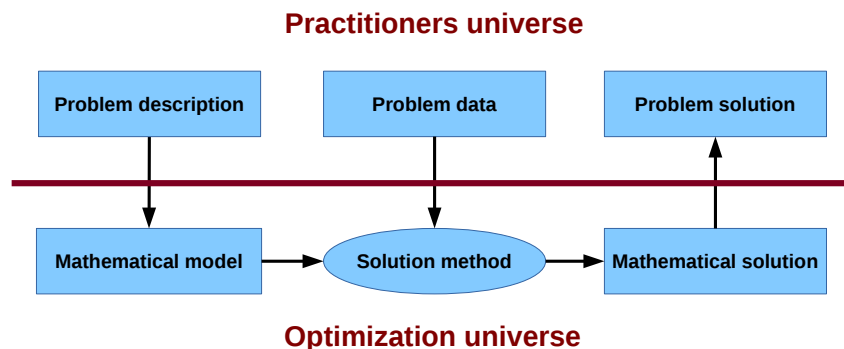 Practitioners universe
Problem description
Problem data
Problem solution
Mathematical model
Solution method
Mathematical solution
Optimization universe